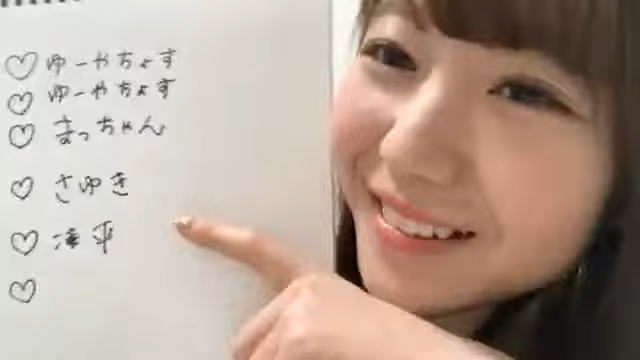 ♡ ゆーやちょす
♡ ゆーやちょす
♡ まっちゃん
♡ さゆき
♡ 平
♡